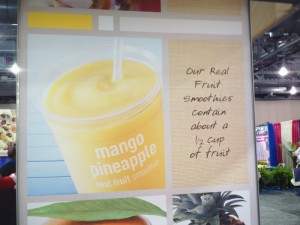 mango
pineapple
real fruit smoothie
Our Real
Fruit
Smoothies
contain
about a
½ cup
of fruit